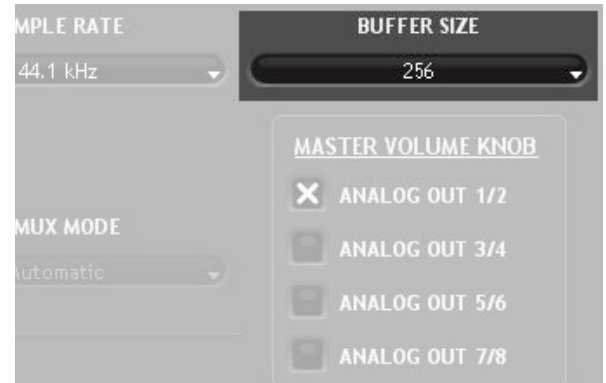 MPLE RATE
44.1 kHz
BUFFER SIZE
256
MASTER VOLUME KNOB
ANALOG OUT 1/2
ANALOG OUT 3/4
ANALOG OUT 5/6
ANALOG OUT 7/8
MUX MODE
Automatic